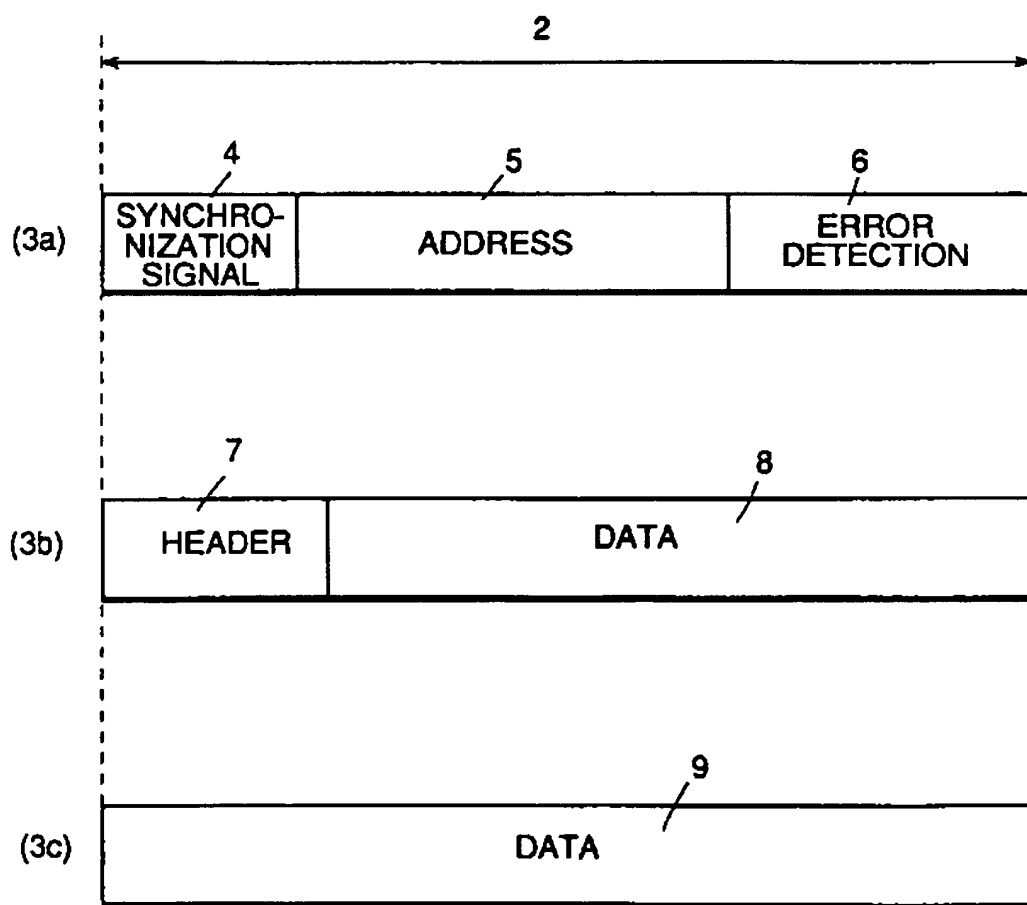 2
4
5
6
(3a)
SYNCHRO-
NIZATION
SIGNAL
ADDRESS
ERROR
DETECTION
7
8
(3b)
HEADER
DATA
9
(3c)
DATA